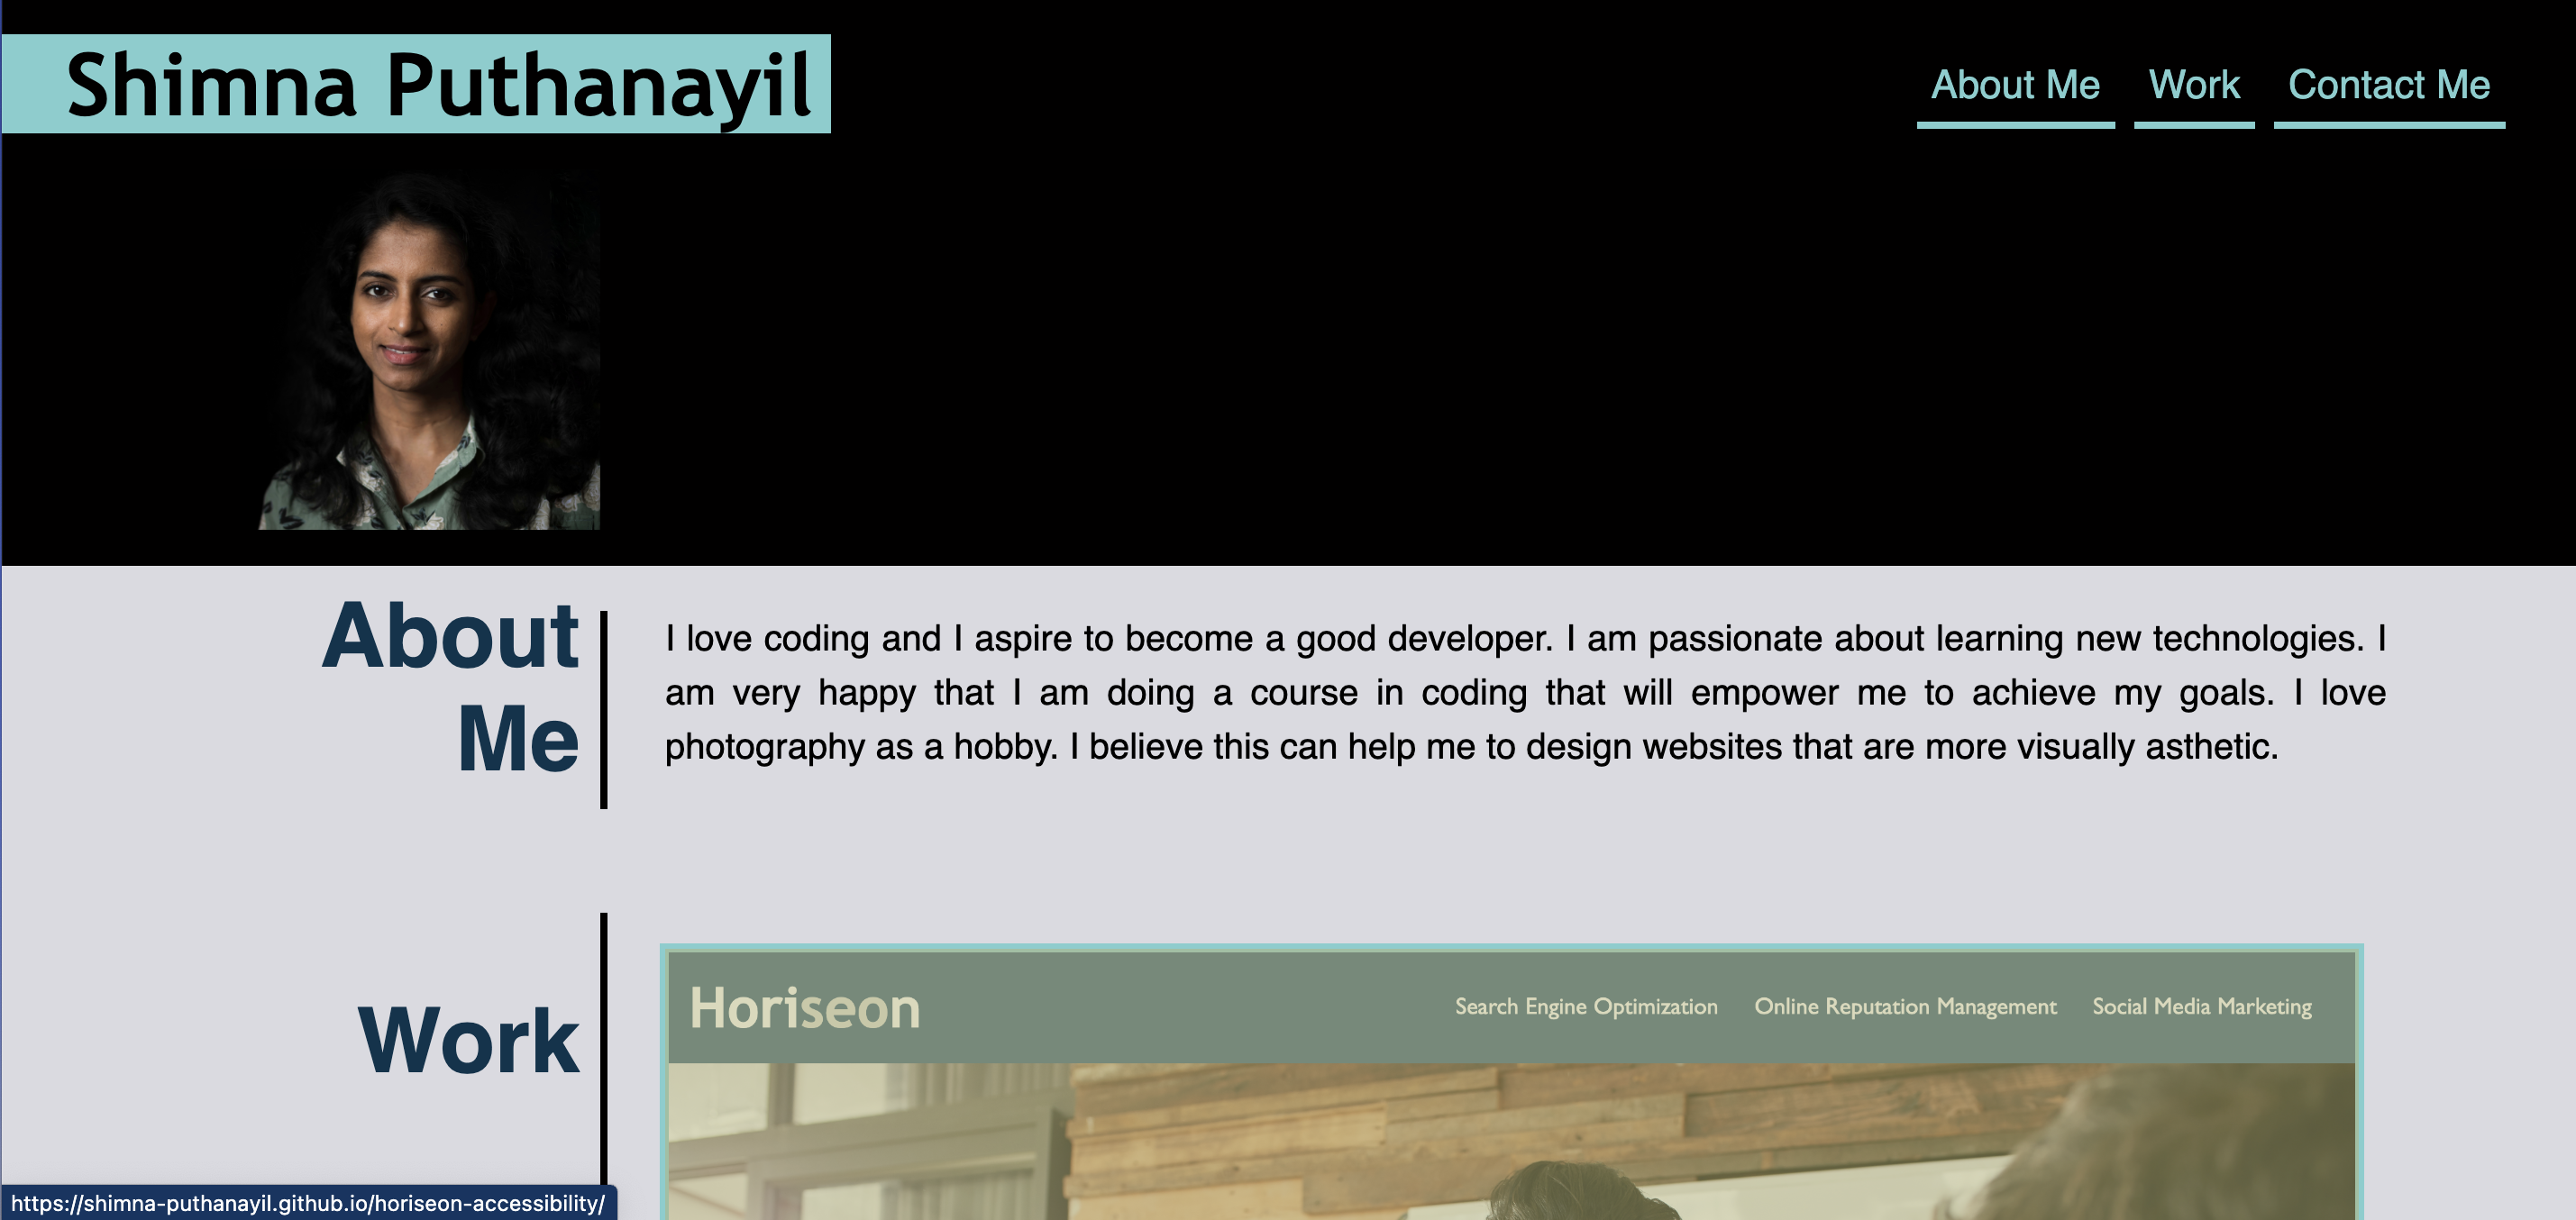 Shimna Puthanayil
About Me Work Contact Me
About
Me
I love coding and I aspire to become a good developer. I am passionate about learning new technologies. I
am very happy that I am doing a course in coding that will empower me to achieve my goals. I love
photography as a hobby. I believe this can help me to design websites that are more visually asthetic.
Work
Horiseon
Search Engine Optimization Online Reputation Management Social Media Marketing
https://shimna-puthanayil.github.io/horiseon-accessibility/